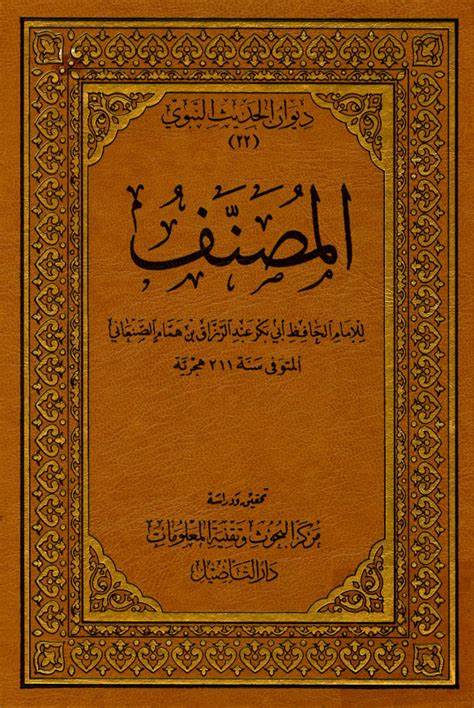 ديوان الحديث النبوي
(٢٢)
المُصَنَّفُ
للإمام الحافظ أبي بكر عبد الرزاق بن همام الصنعاني
المتوفى سنة ٢١١ هجرية
تحقيق ودراسة
مركز البحوث وتقنية المعلومات
دار التأصيل